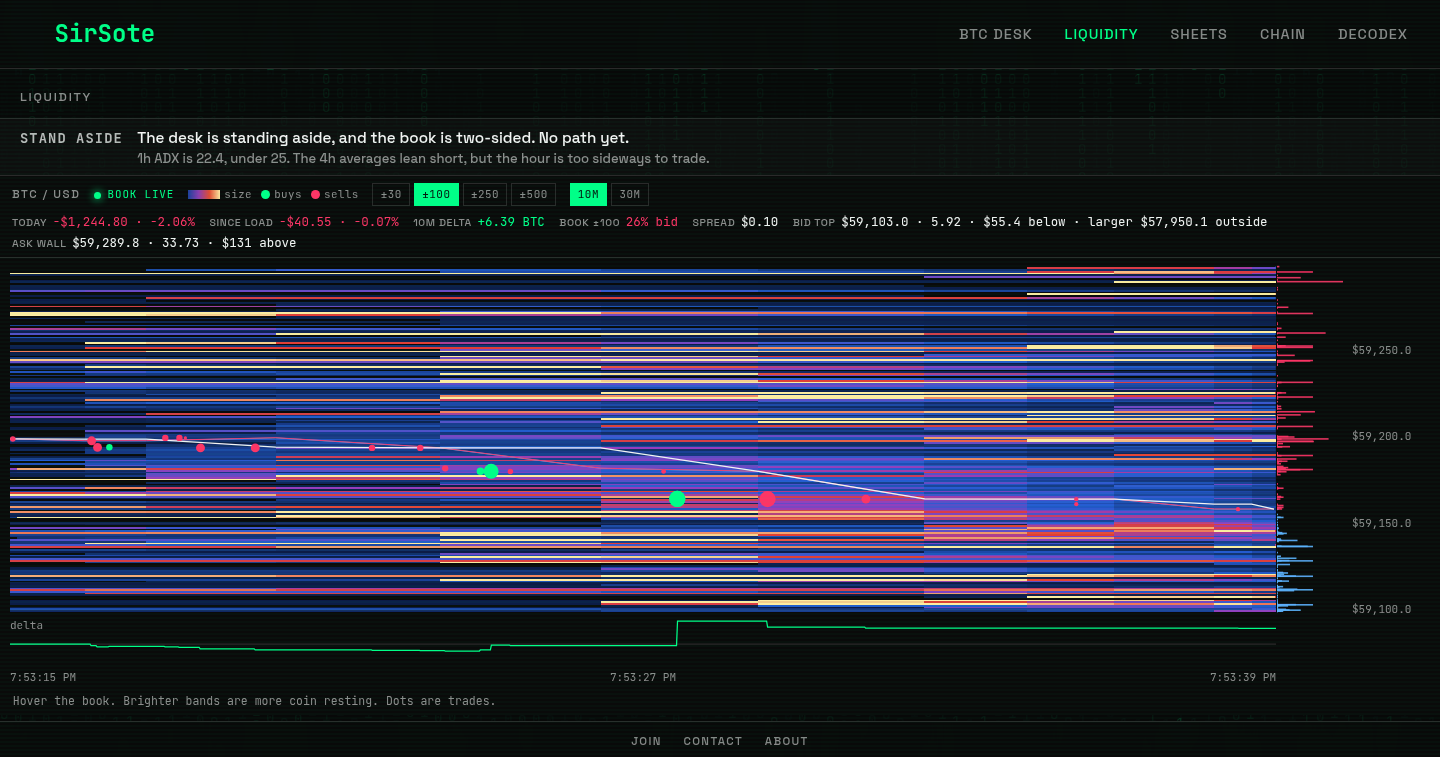 SirSote
BTC DESK LIQUIDITY SHEETS CHAIN DECODEX
LIQUIDITY
STAND ASIDE The desk is standing aside, and the book is two-sided. No path yet.
1h ADX is 22.4, under 25. The 4h averages lean short, but the hour is too sideways to trade.
BTC / USD BOOK LIVE size buys sells ±30 ±100 ±250 ±500 10M 30M
TODAY -$1,244.80 · -2.06% SINCE LOAD -$40.55 · -0.07% 10M DELTA +6.39 BTC BOOK ±100 26% bid SPREAD $0.10 BID TOP $59,103.0 · 5.92 · $55.4 below · larger $57,950.1 outside
ASK WALL $59,289.8 · 33.73 · $131 above
$59,250.0
$59,200.0
$59,150.0
$59,100.0
delta
7:53:15 PM 7:53:27 PM 7:53:39 PM
Hover the book. Brighter bands are more coin resting. Dots are trades.
JOIN CONTACT ABOUT